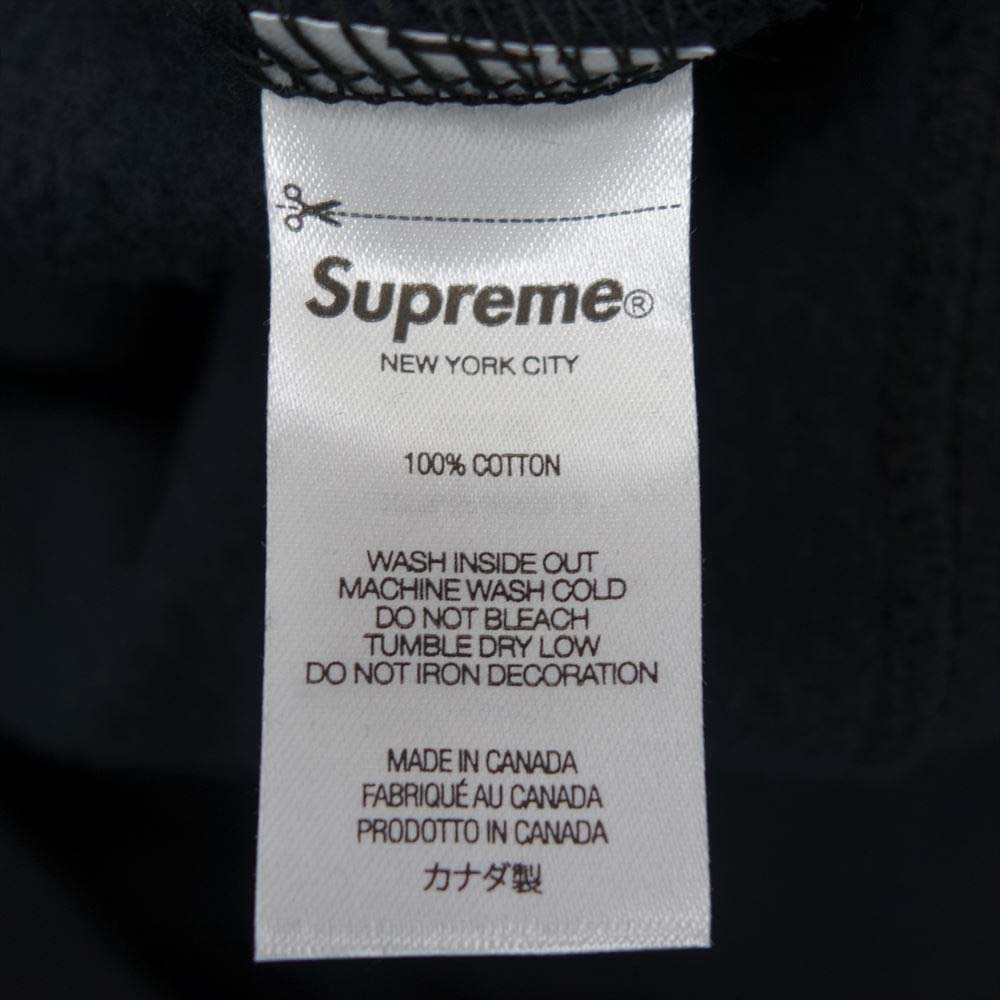 Supreme®
NEW YORK CITY
100% COTTON
WASH INSIDE OUT
MACHINE WASH COLD
DO NOT BLEACH
TUMBLE DRY LOW
DO NOT IRON DECORATION
MADE IN CANADA
FABRIQUÉ AU CANADA
PRODOTTO IN CANADA
カナダ製